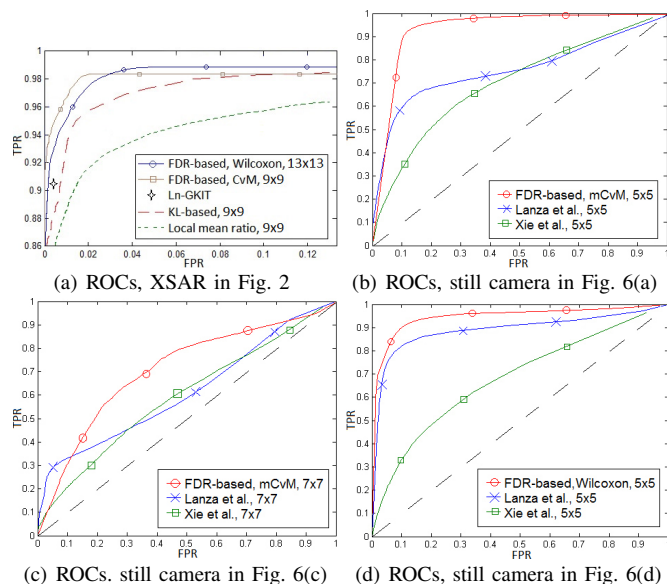 1
0.98
0.96
0.94
0.92
0.9
0.88
0.86
TPR
0 0.02 0.04 0.06 0.08 0.1 0.12
FPR
FDR-based, Wilcoxon, 13x13
FDR-based, CvM, 9x9
Ln-GKIT
KL-based, 9x9
Local mean ratio, 9x9
(a) ROCs, XSAR in Fig. 2
1
0.9
0.8
0.7
0.6
0.5
0.4
0.3
0.2
0.1
0
TPR
0 0.1 0.2 0.3 0.4 0.5 0.6 0.7 0.8 0.9 1
FPR
FDR-based, mCvM, 5x5
Lanza et al., 5x5
Xie et al., 5x5
(b) ROCs, still camera in Fig. 6(a)
1
0.9
0.8
0.7
0.6
0.5
0.4
0.3
0.2
0.1
0
TPR
0 0.1 0.2 0.3 0.4 0.5 0.6 0.7 0.8 0.9 1
FPR
FDR-based, mCvM, 7x7
Lanza et al., 7x7
Xie et al., 7x7
(c) ROCs. still camera in Fig. 6(c)
1
0.9
0.8
0.7
0.6
0.5
0.4
0.3
0.2
0.1
0
TPR
0 0.1 0.2 0.3 0.4 0.5 0.6 0.7 0.8 0.9 1
FPR
FDR-based,Wilcoxon, 5x5
Lanza et al., 5x5
Xie et al., 5x5
(d) ROCs, still camera in Fig. 6(d)